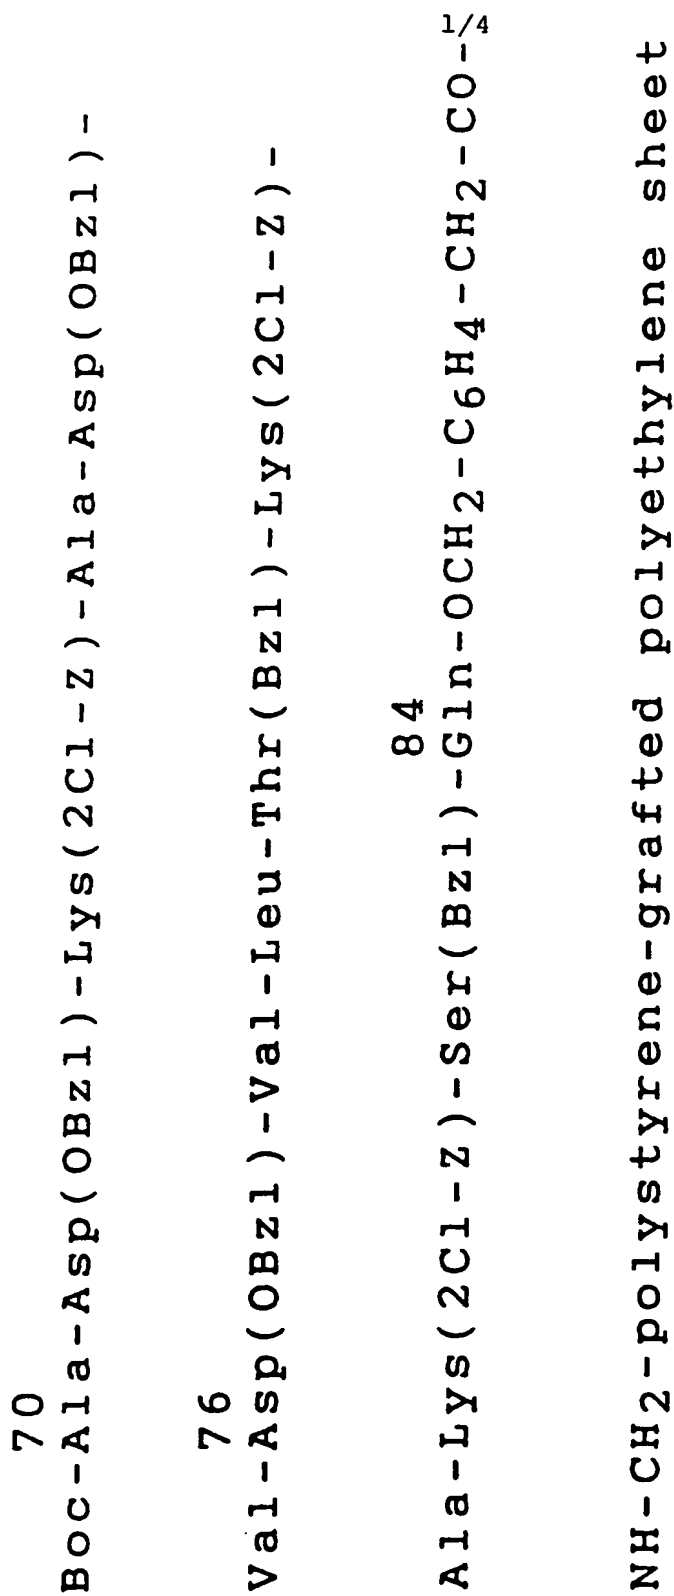 1/4
70
Boc-Ala-Asp(OBzl)-Lys(2Cl-Z)-Ala-Asp(OBzl)-
76
Val-Asp(OBzl)-Val-Leu-Thr(Bzl)-Lys(2Cl-Z)-
84
Ala-Lys(2Cl-Z)-Ser(Bzl)-Gln-OCH2-C6H4-CH2-CO-
NH-CH2-polystyrene-grafted polyethylene sheet